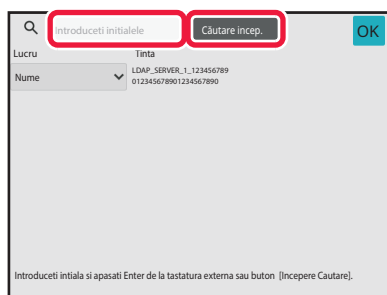 Introduceti initialele
Căutare incep.
OK
Lucru
Tinta
Nume
LDAP_SERVER_1_123456789
012345678901234567890
Introduceti intiala si apasati Enter de la tastatura externa sau buton [Incepere Cautare].